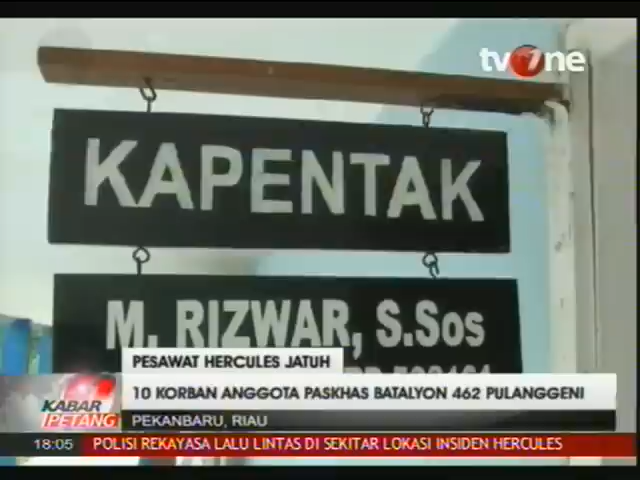 tvOne
KAPENTAK
M. RIZWAR, S.Sos
PESAWAT HERCULES JATUH
10 KORBAN ANGGOTA PASKHAS BATALYON 462 PULANGGENI
KABAR
PETANG
PEKANBARU, RIAU
18:05 POLISI REKAYASA LALU LINTAS DI SEKITAR LOKASI INSIDEN HERCULES